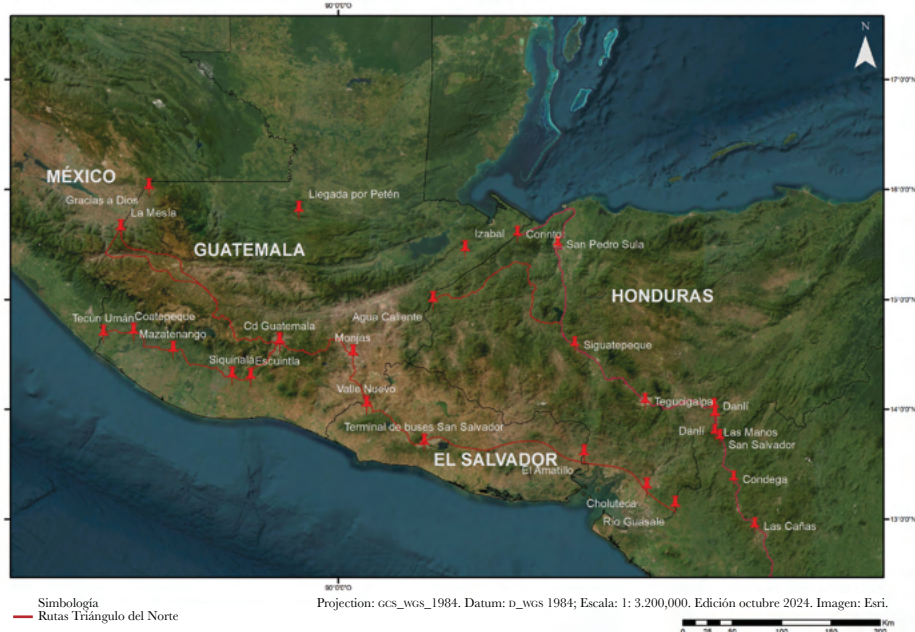 90°0'0"O
N
17°0'0"N
MÉXICO
16°0'0"N
Gracias a Dios
Llegada por Petén
La Mesla
Izabal
Corinto
San Pedro Sula
GUATEMALA
HONDURAS
15°0'0"N
Agua Caliente
Tecún Umán
Coatepeque
Cd Guatemala
Mazatenango
Monjas
Siguatepeque
Siquinalá
Escuintla
Valle Nuevo
Tegucigalpa
Danlí
14°0'0"N
Terminal de buses San Salvador
Danlí
Las Manos
San Salvador
EL SALVADOR
El Amatillo
Condega
Choluteca
Río Guasale
Las Cañas
13°0'0"N
90°0'0"O
Simbología
Rutas Triángulo del Norte
Projection: GCS_WGS_1984. Datum: D_WGS 1984; Escala: 1: 3.200,000. Edición octubre 2024. Imagen: Esri.
Km
0 25 50 100 150 200